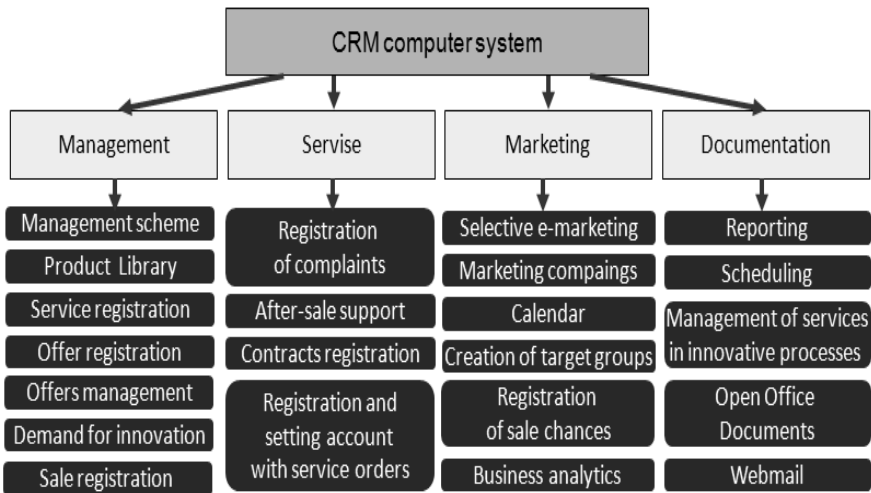 CRM computer system
Management
Servise
Marketing
Documentation
Management scheme
Product Library
Service registration
Offer registration
Offers management
Demand for innovation
Sale registration
Registration
of complaints
After-sale support
Contracts registration
Registration and
setting account
with service orders
Selective e-marketing
Marketing compaings
Calendar
Creation of target groups
Registration
of sale chances
Business analytics
Reporting
Scheduling
Management of services
in innovative processes
Open Office
Documents
Webmail